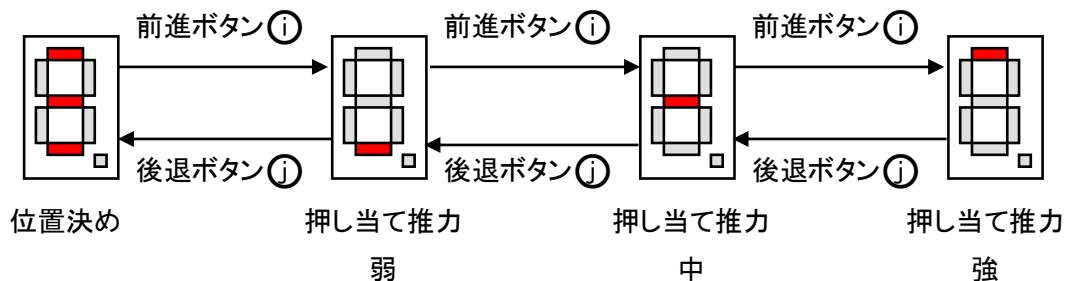 前進ボタンⓘ 前進ボタンⓘ 前進ボタンⓘ
後退ボタンⓙ 後退ボタンⓙ 後退ボタンⓙ
位置決め 押し当て推力 押し当て推力 押し当て推力
弱 中 強